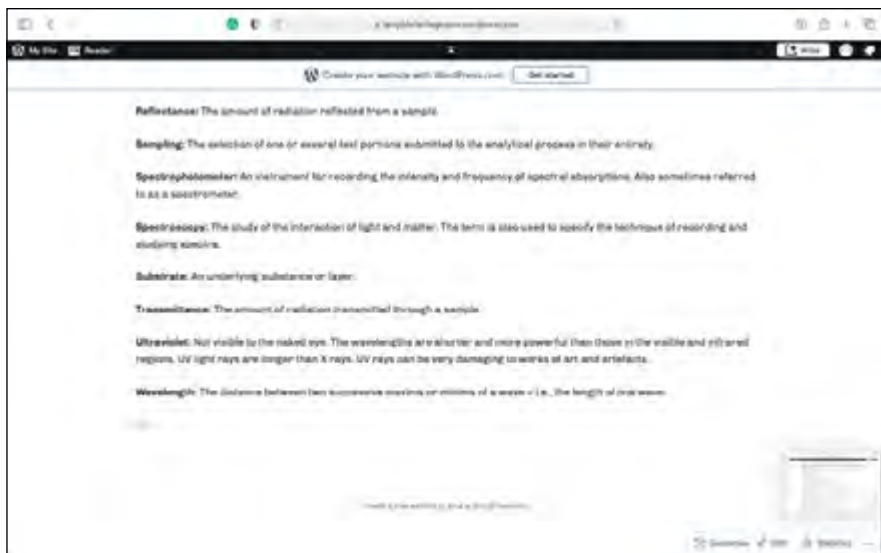 My Site Reader Write
Create your website with WordPress.com Get started
Reflectance: The amount of radiation reflected from a sample.
Sampling: The selection of one or several test portions submitted to the analytical process in their entirety.
Spectrophotometer: An instrument for recording the intensity and frequency of spectral absorptions. Also sometimes referred
to as a spectrometer.
Spectroscopy: The study of the interaction of light and matter. The term is also used to specify the technique of recording and
studying spectra.
Substrate: An underlying substance or layer.
Transmittance: The amount of radiation transmitted through a sample.
Ultraviolet: Not visible to the naked eye. The wavelengths are shorter and more powerful than those in the visible and infrared
regions. UV light rays are longer than X rays. UV rays can be very damaging to works of art and artefacts.
Wavelength: The distance between two successive maxima or minima of a wave – i.e., the length of one wave.
Customize Edit